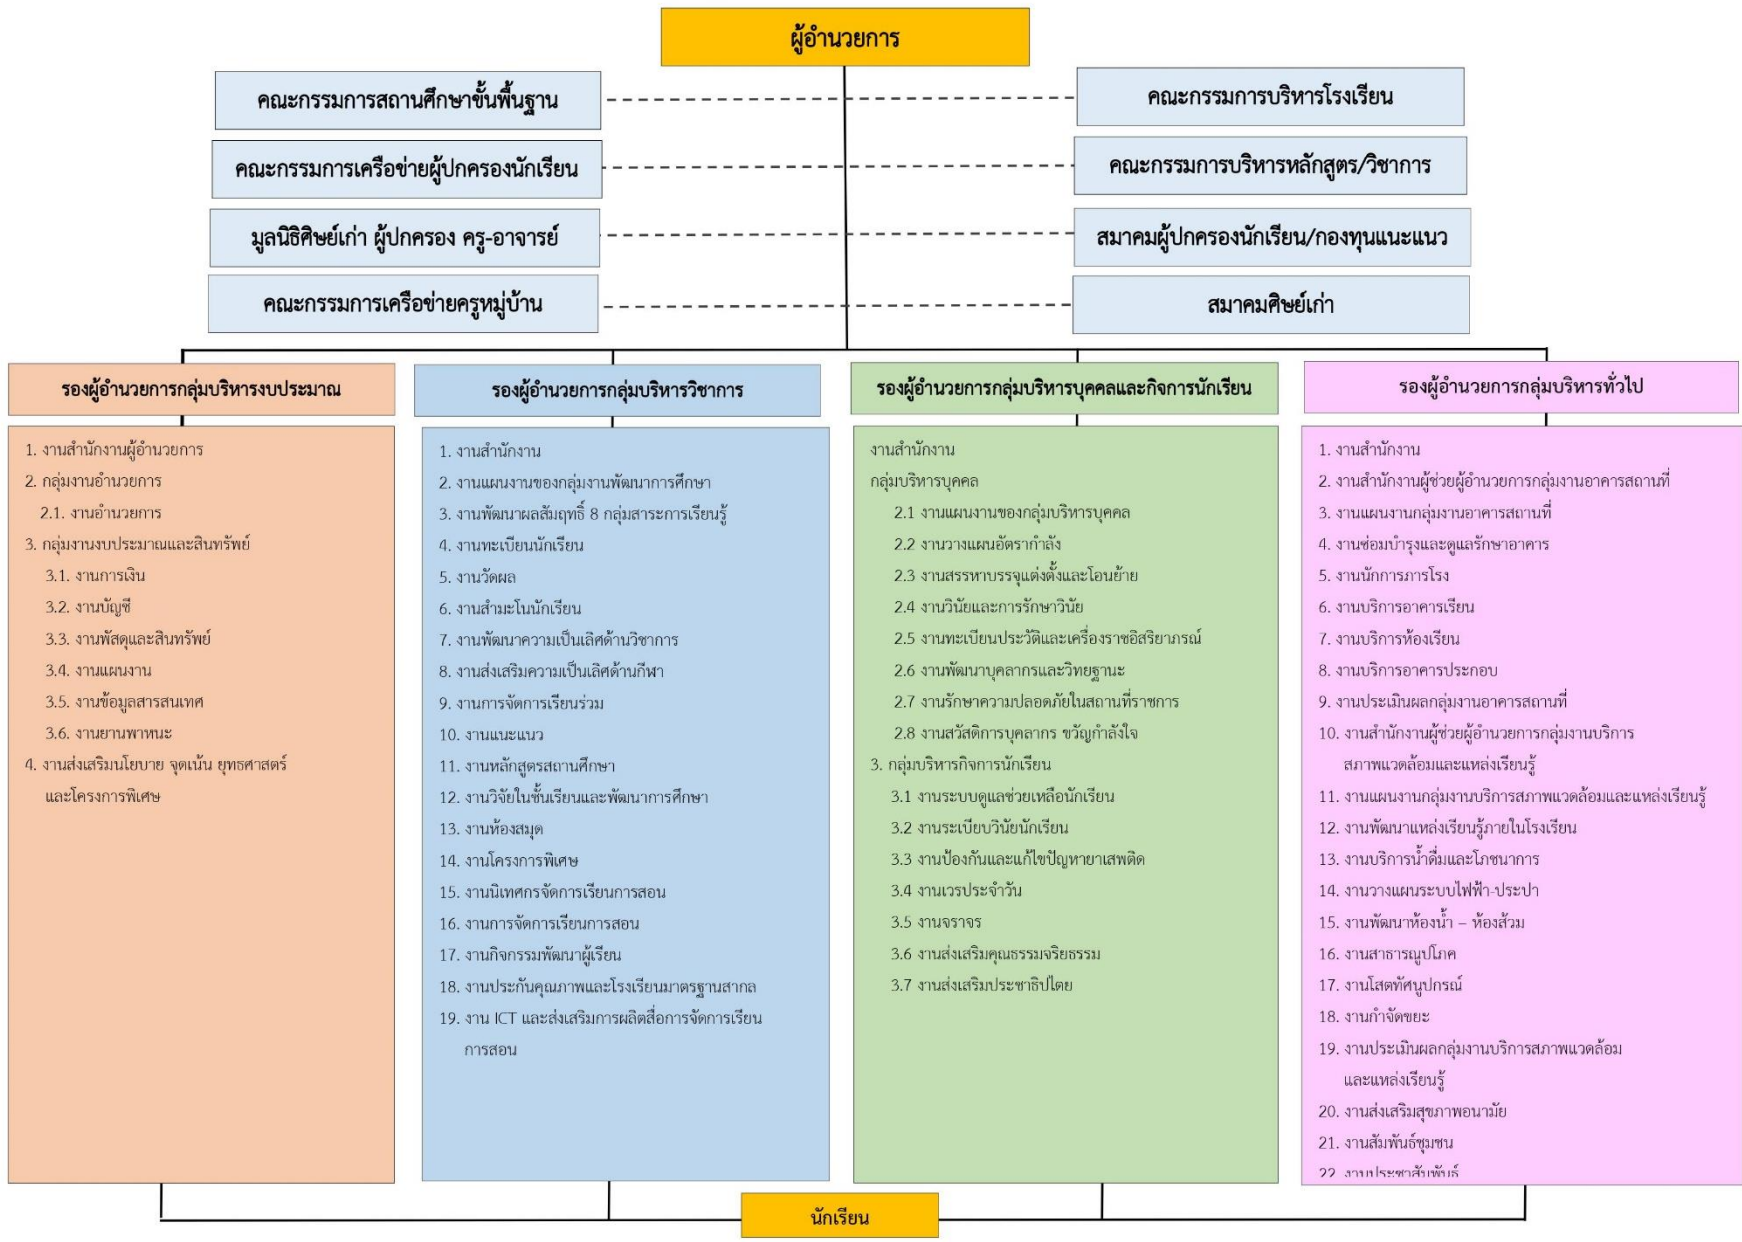 ผู้อำนวยการ
คณะกรรมการสถานศึกษาขั้นพื้นฐาน
คณะกรรมการบริหารโรงเรียน
คณะกรรมการเครือข่ายผู้ปกครองนักเรียน
คณะกรรมการบริหารหลักสูตร/วิชาการ
มูลนิธิศิษย์เก่า ผู้ปกครอง ครู-อาจารย์
สมาคมผู้ปกครองนักเรียน/กองทุนแนะแนว
คณะกรรมการเครือข่ายครูหมู่บ้าน
สมาคมศิษย์เก่า
รองผู้อำนวยการกลุ่มบริหารงบประมาณ
1. งานสำนักงานผู้อำนวยการ
2. กลุ่มงานอำนวยการ
2.1. งานอำนวยการ
3. กลุ่มงานงบประมาณและสินทรัพย์
3.1. งานการเงิน
3.2. งานบัญชี
3.3. งานพัสดุและสินทรัพย์
3.4. งานแผนงาน
3.5. งานข้อมูลสารสนเทศ
3.6. งานยานพาหนะ
4. งานส่งเสริมนโยบาย จุดเน้น ยุทธศาสตร์
และโครงการพิเศษ
รองผู้อำนวยการกลุ่มบริหารวิชาการ
1. งานสำนักงาน
2. งานแผนงานของกลุ่มงานพัฒนาการศึกษา
3. งานพัฒนาผลสัมฤทธิ์ 8 กลุ่มสาระการเรียนรู้
4. งานทะเบียนนักเรียน
5. งานวัดผล
6. งานสำมะโนนักเรียน
7. งานพัฒนาความเป็นเลิศด้านวิชาการ
8. งานส่งเสริมความเป็นเลิศด้านกีฬา
9. งานการจัดการเรียนร่วม
10. งานแนะแนว
11. งานหลักสูตรสถานศึกษา
12. งานวิจัยในชั้นเรียนและพัฒนาการศึกษา
13. งานห้องสมุด
14. งานโครงการพิเศษ
15. งานนิเทศกรจัดการเรียนการสอน
16. งานการจัดการเรียนการสอน
17. งานกิจกรรมพัฒนาผู้เรียน
18. งานประกันคุณภาพและโรงเรียนมาตรฐานสากล
19. งาน ICT และส่งเสริมการผลิตสื่อการจัดการเรียน
การสอน
รองผู้อำนวยการกลุ่มบริหารบุคคลและกิจการนักเรียน
งานสำนักงาน
กลุ่มบริหารบุคคล
2.1 งานแผนงานของกลุ่มบริหารบุคคล
2.2 งานวางแผนอัตรากำลัง
2.3 งานสรรหาบรรจุแต่งตั้งและโอนย้าย
2.4 งานวินัยและการรักษาวินัย
2.5 งานทะเบียนประวัติและเครื่องราชอิสริยาภรณ์
2.6 งานพัฒนาบุคลากรและวิทยฐานะ
2.7 งานรักษาความปลอดภัยในสถานที่ราชการ
2.8 งานสวัสดิการบุคลากร ขวัญกำลังใจ
3. กลุ่มบริหารกิจการนักเรียน
3.1 งานระบบดูแลช่วยเหลือนักเรียน
3.2 งานระเบียบวินัยนักเรียน
3.3 งานป้องกันและแก้ไขปัญหายาเสพติด
3.4 งานเวรประจำวัน
3.5 งานจราจร
3.6 งานส่งเสริมคุณธรรมจริยธรรม
3.7 งานส่งเสริมประชาธิปไตย
รองผู้อำนวยการกลุ่มบริหารทั่วไป
1. งานสำนักงาน
2. งานสำนักงานผู้ช่วยผู้อำนวยการกลุ่มงานอาคารสถานที่
3. งานแผนงานกลุ่มงานอาคารสถานที่
4. งานซ่อมบำรุงและดูแลรักษาอาคาร
5. งานนักการภารโรง
6. งานบริการอาคารเรียน
7. งานบริการห้องเรียน
8. งานบริการอาคารประกอบ
9. งานประเมินผลกลุ่มงานอาคารสถานที่
10. งานสำนักงานผู้ช่วยผู้อำนวยการกลุ่มงานบริการ
สภาพแวดล้อมและแหล่งเรียนรู้
11. งานแผนงานกลุ่มงานบริการสภาพแวดล้อมและแหล่งเรียนรู้
12. งานพัฒนาแหล่งเรียนรู้ภายในโรงเรียน
13. งานบริการน้ำดื่มและโภชนาการ
14. งานวางแผนระบบไฟฟ้า-ประปา
15. งานพัฒนาห้องน้ำ – ห้องส้วม
16. งานสาธารณูปโภค
17. งานโสตทัศนูปกรณ์
18. งานกำจัดขยะ
19. งานประเมินผลกลุ่มงานบริการสภาพแวดล้อม
และแหล่งเรียนรู้
20. งานส่งเสริมสุขภาพอนามัย
21. งานสัมพันธ์ชุมชน
22. งานประชาสัมพันธ์
นักเรียน